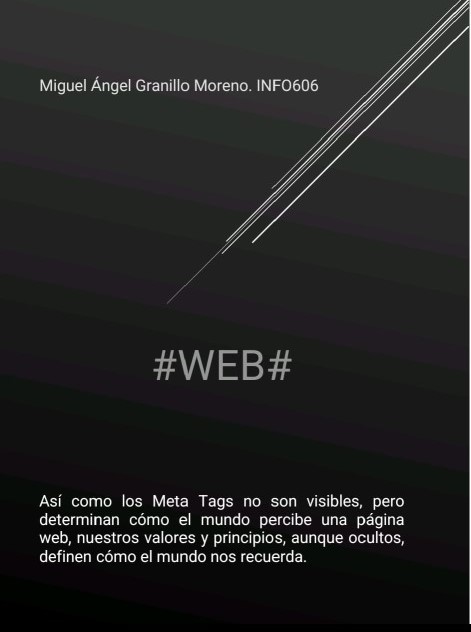 Miguel Ángel Granillo Moreno. INFO606
#WEB#
Así como los Meta Tags no son visibles, pero
determinan cómo el mundo percibe una página
web, nuestros valores y principios, aunque ocultos,
definen cómo el mundo nos recuerda.